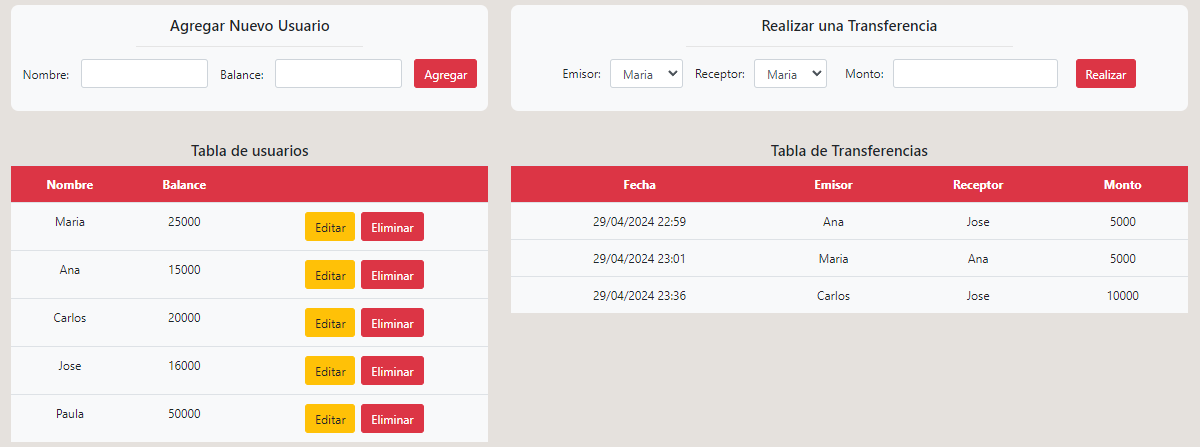 Agregar Nuevo Usuario
Nombre: Balance: Agregar
Realizar una Transferencia
Emisor: Maria Receptor: Maria Monto: Realizar
Tabla de usuarios
Nombre Balance
Maria 25000 Editar Eliminar
Ana 15000 Editar Eliminar
Carlos 20000 Editar Eliminar
Jose 16000 Editar Eliminar
Paula 50000 Editar Eliminar
Tabla de Transferencias
Fecha Emisor Receptor Monto
29/04/2024 22:59 Ana Jose 5000
29/04/2024 23:01 Maria Ana 5000
29/04/2024 23:36 Carlos Jose 10000